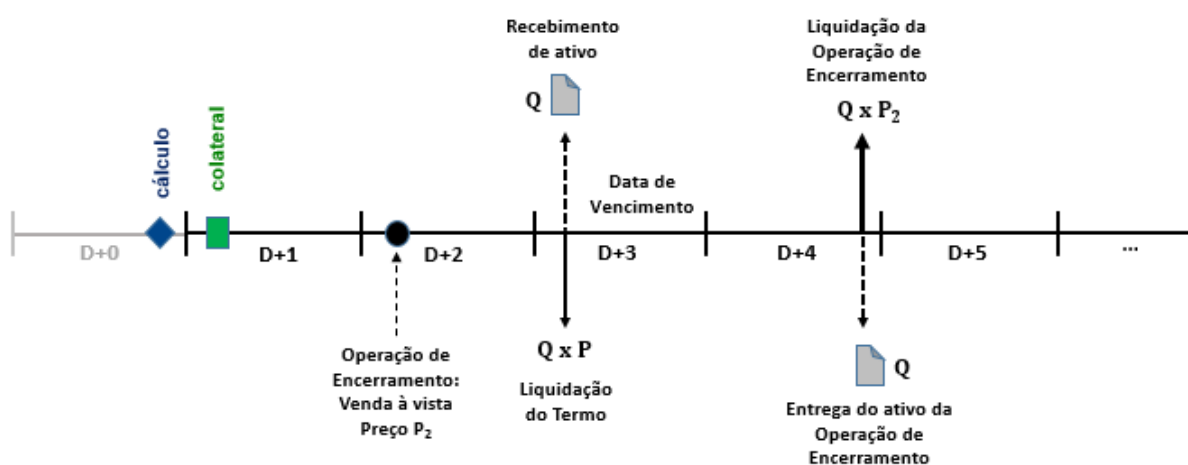 Recebimento
de ativo
Q
Liquidação da
Operação de
Encerramento
Q x P₂
cálculo
colateral
Data de
Vencimento
D+0
D+1
D+2
D+3
D+4
D+5
...
Operação de
Encerramento:
Venda à vista
Preço P₂
Q x P
Liquidação
do Termo
Q
Entrega do ativo da
Operação de
Encerramento